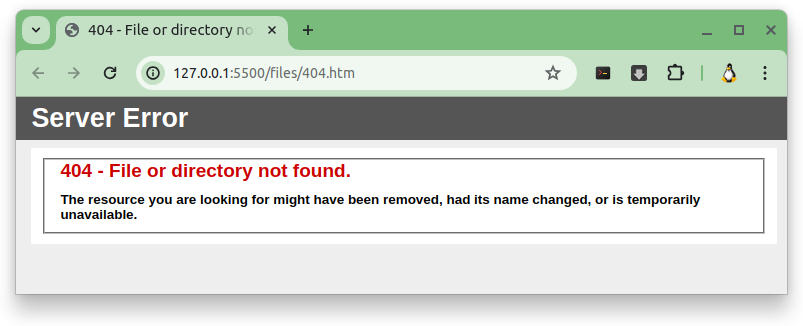 404 - File or directory no
127.0.0.1:5500/files/404.htm
Server Error
404 - File or directory not found.
The resource you are looking for might have been removed, had its name changed, or is temporarily
unavailable.